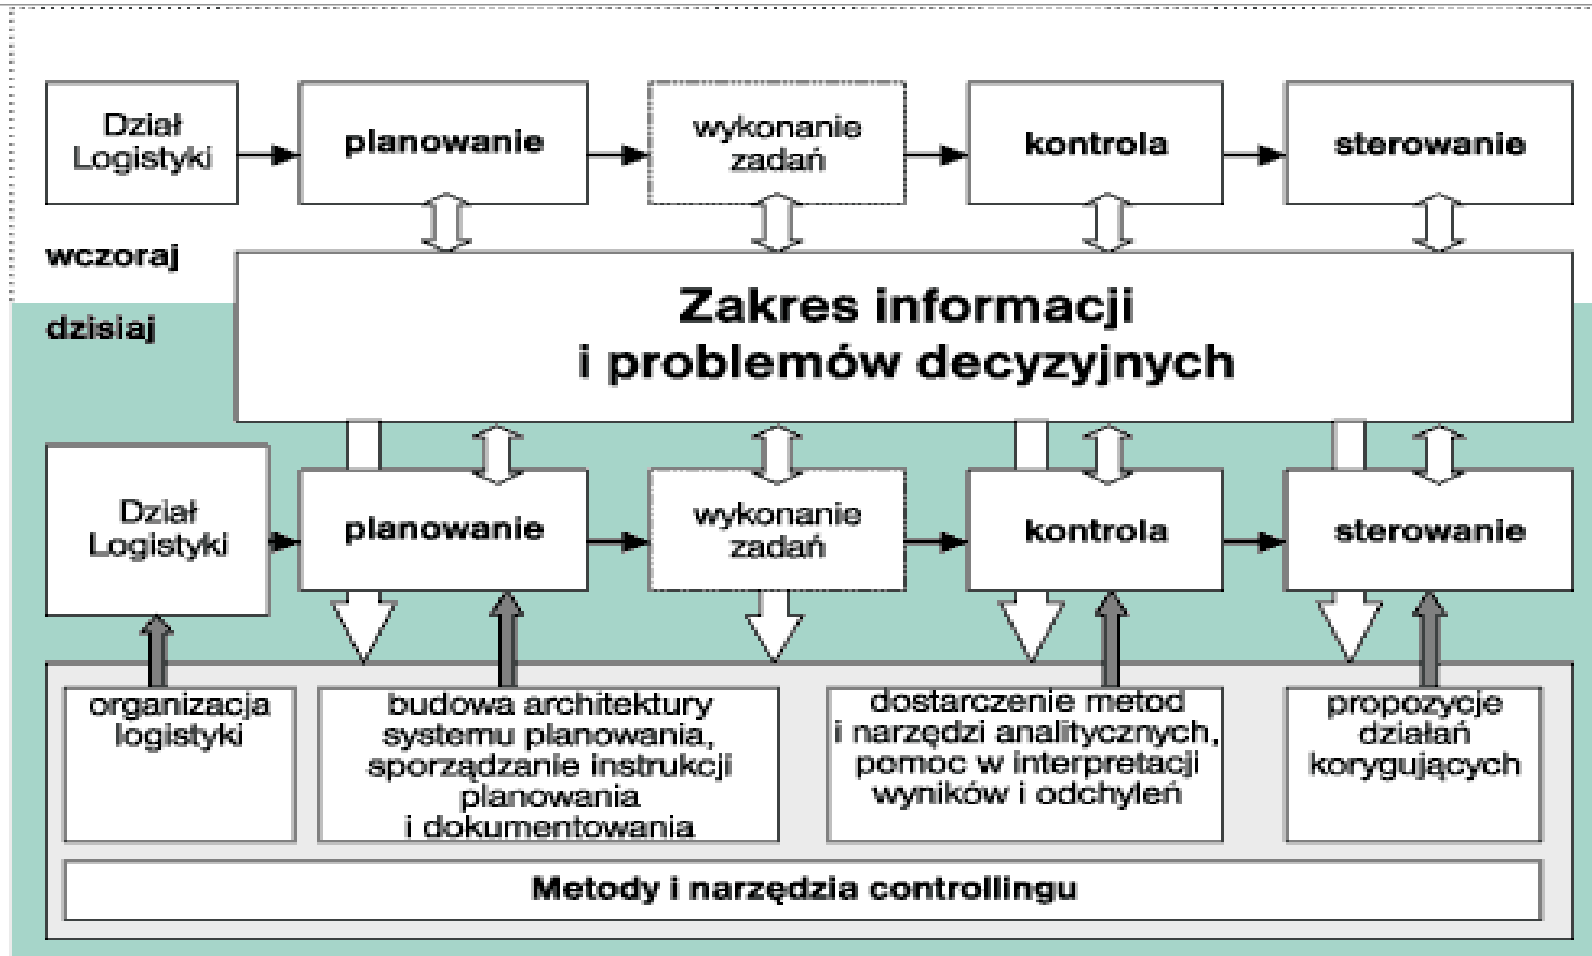 Dział
Logistyki
planowanie
wykonanie
zadań
kontrola
sterowanie
wczoraj
dzisiaj
Zakres informacji
i problemów decyzyjnych
Dział
Logistyki
planowanie
wykonanie
zadań
kontrola
sterowanie
organizacja
logistyki
budowa architektury
systemu planowania,
sporządzanie instrukcji
planowania
i dokumentowania
dostarczenie metod
i narzędzi analitycznych,
pomoc w interpretacji
wyników i odchyleń
propozycje
działań
korygujących
Metody i narzędzia controllingu